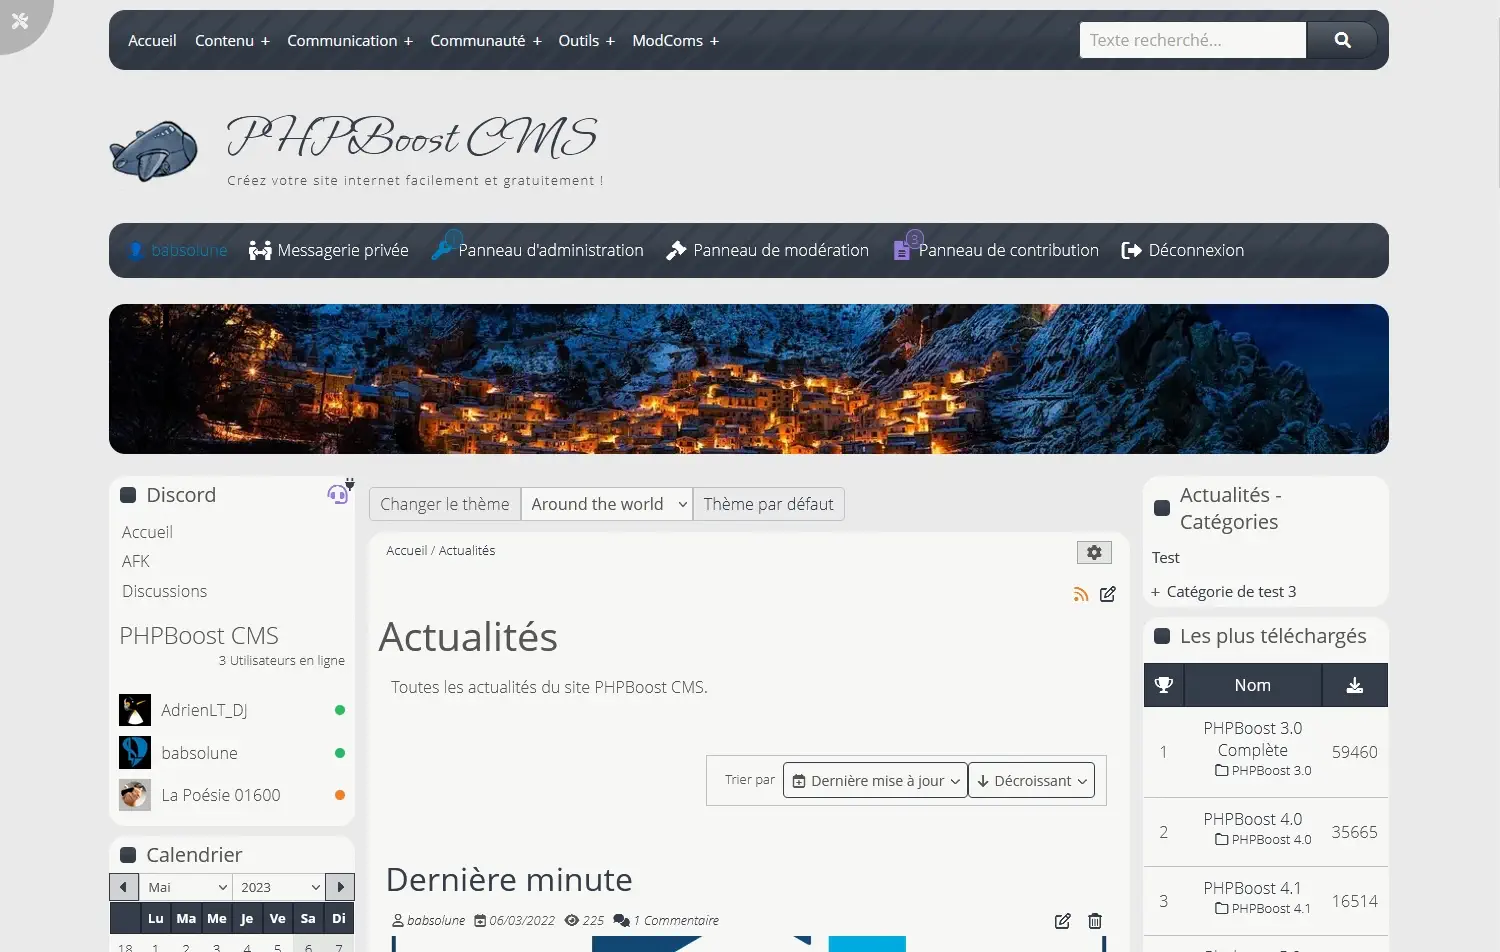 Accueil Contenu + Communication + Communauté + Outils + ModComs + Texte recherché...
PHPBoost CMS
Créez votre site internet facilement et gratuitement !
babsolune Messagerie privée 1 Panneau d'administration Panneau de modération 3 Panneau de contribution Déconnexion
Discord
Accueil
AFK
Discussions
PHPBoost CMS
3 Utilisateurs en ligne
AdrienLT_DJ
babsolune
La Poésie 01600
Calendrier
Mai 2023
Lu Ma Me Je Ve Sa Di
18 1 2 3 4 5 6 7
Changer le thème Around the world Thème par défaut
Accueil / Actualités
Actualités
Toutes les actualités du site PHPBoost CMS.
Trier par Dernière mise à jour Décroissant
Dernière minute
babsolune 06/03/2022 225 1 Commentaire
Actualités -
Catégories
Test
+ Catégorie de test 3
Les plus téléchargés
Nom
1 PHPBoost 3.0 Complète 59460
PHPBoost 3.0
2 PHPBoost 4.0 35665
PHPBoost 4.0
3 PHPBoost 4.1 16514
PHPBoost 4.1